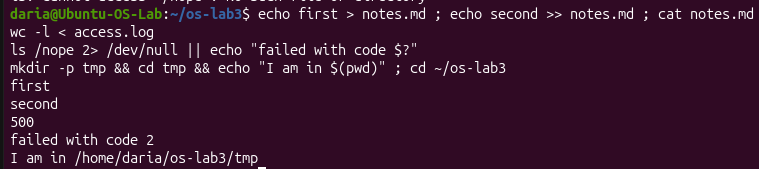 daria@Ubuntu-OS-Lab:~/os-lab3$ echo first > notes.md ; echo second >> notes.md ; cat notes.md
wc -l < access.log
ls /nope 2> /dev/null || echo "failed with code $?"
mkdir -p tmp && cd tmp && echo "I am in $(pwd)" ; cd ~/os-lab3
first
second
500
failed with code 2
I am in /home/daria/os-lab3/tmp